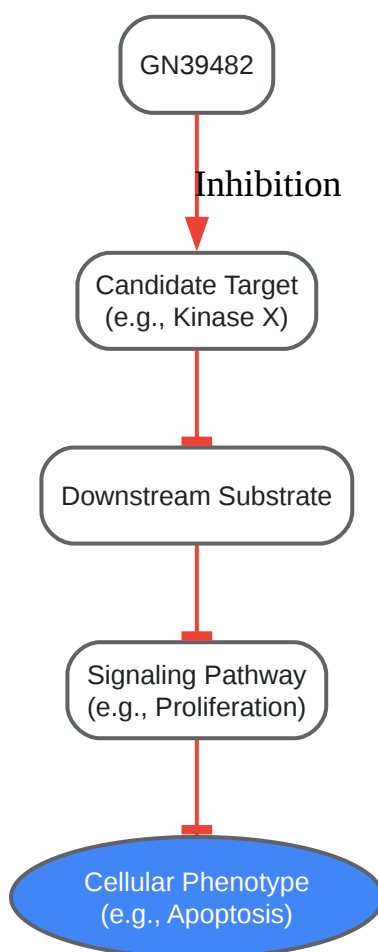 GN39482
Inhibition
Candidate Target
(e.g., Kinase X)
Downstream Substrate
Signaling Pathway
(e.g., Proliferation)
Cellular Phenotype
(e.g., Apoptosis)